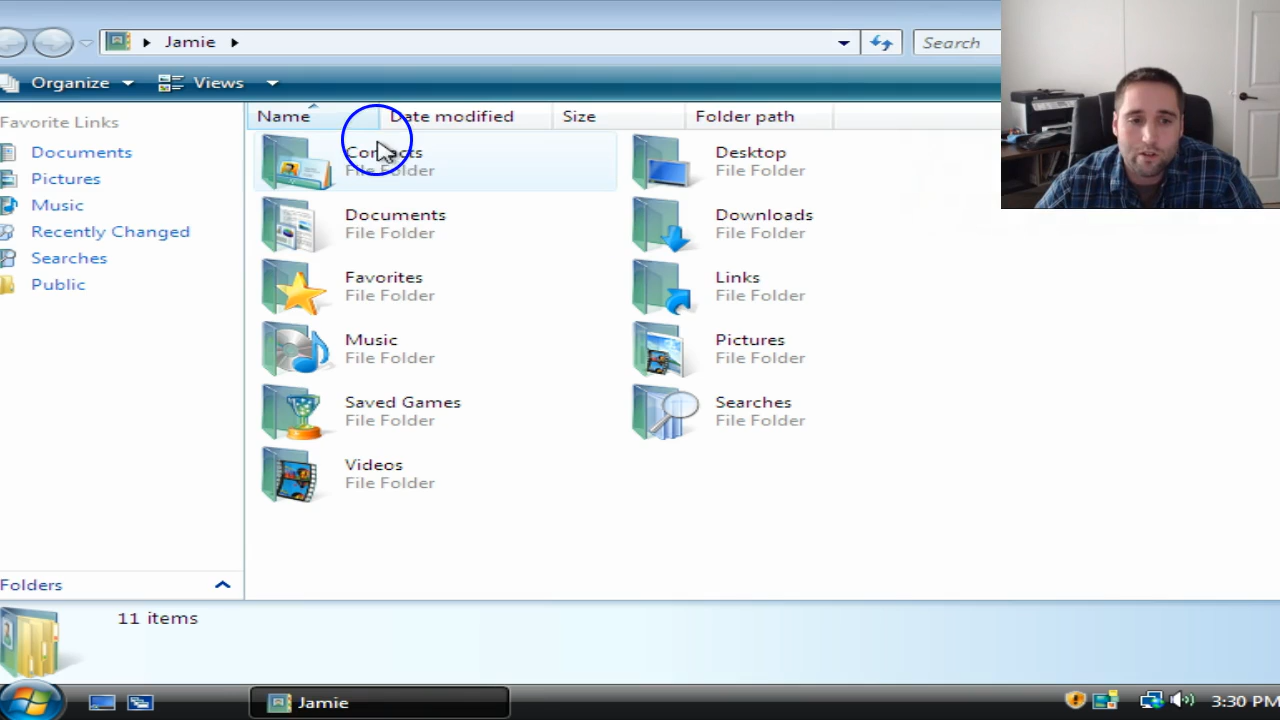 Jamie
Search
Organize
Views
Favorite Links
Documents
Pictures
Music
Recently Changed
Searches
Public
Folders
Name
Date modified
Size
Folder path
Contacts
File Folder
Desktop
File Folder
Documents
File Folder
Downloads
File Folder
Favorites
File Folder
Links
File Folder
Music
File Folder
Pictures
File Folder
Saved Games
File Folder
Searches
File Folder
Videos
File Folder
11 items
Jamie
3:30 PM